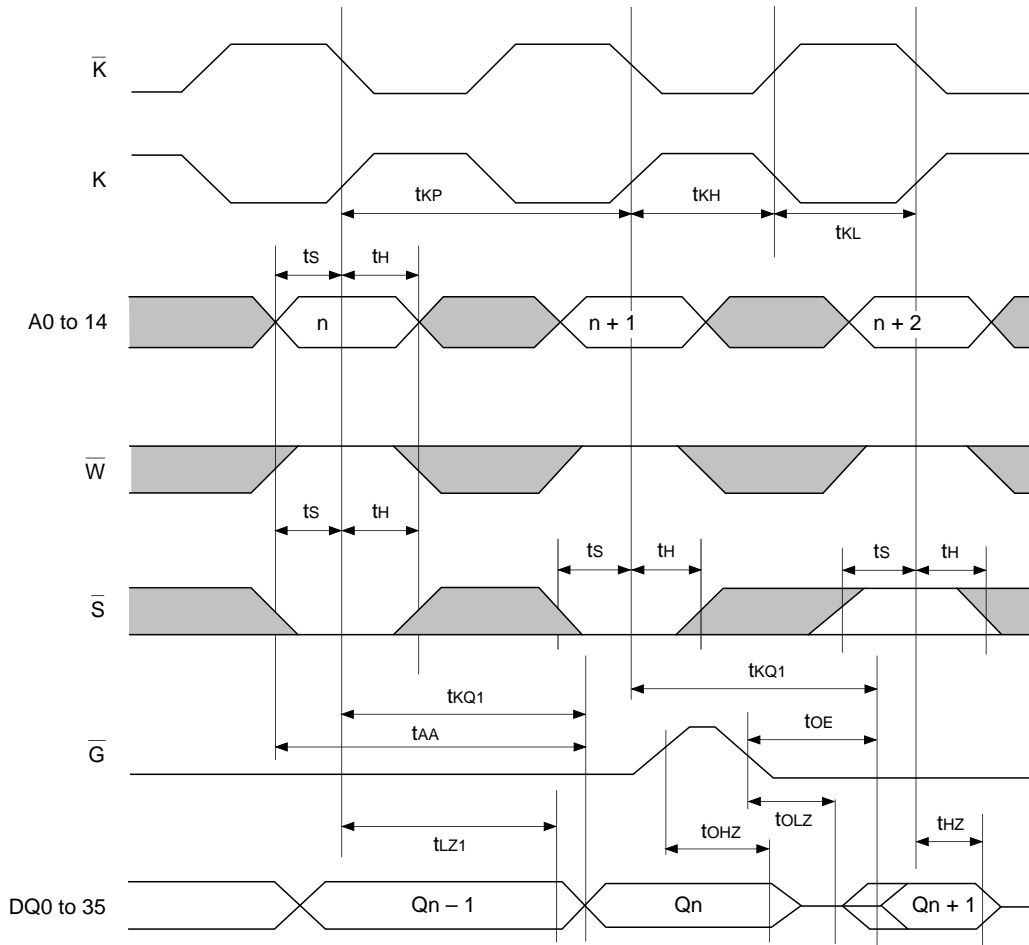 K̅
K
tKP
tKH
tKL
tS
tH
A0 to 14
n
n + 1
n + 2
W̅
tS
tH
tS
tH
tS
tH
S̅
tKQ1
tKQ1
tAA
tOE
G̅
tLZ1
tOHZ
tOLZ
tHZ
DQ0 to 35
Qn – 1
Qn
Qn + 1